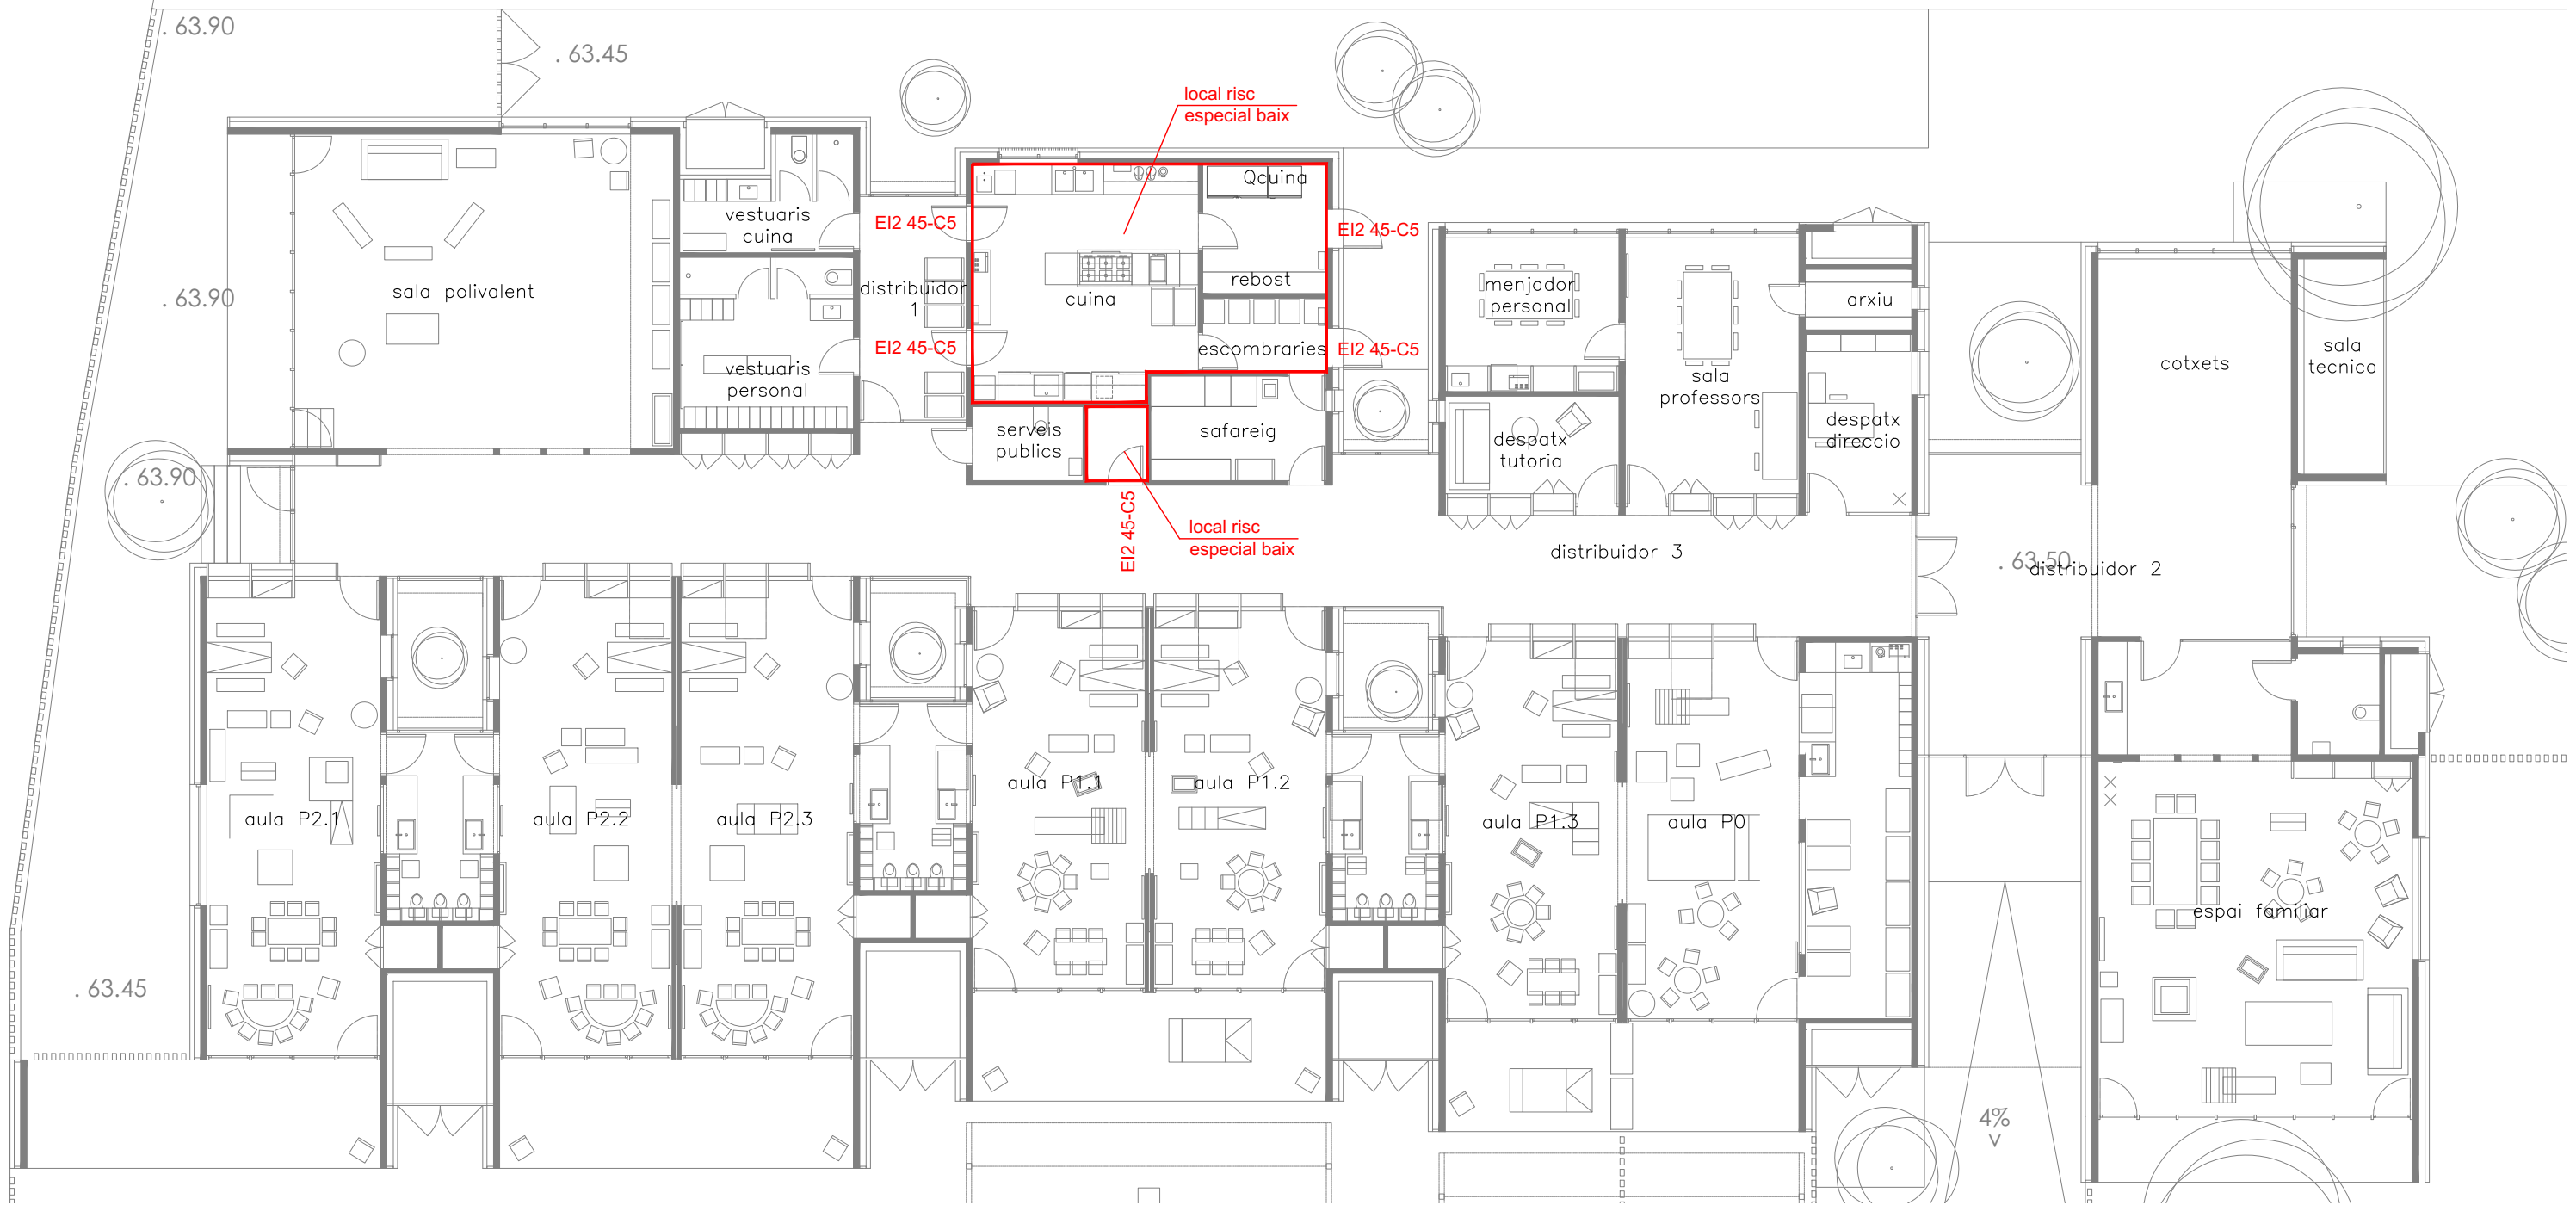 . 63.90
. 63.45
local risc
especial baix
Qcuina
vestuaris
cuina
EI2 45-C5
EI2 45-C5
. 63.90
sala polivalent
distribuidor
1
cuina
rebost
menjador
personal
arxiu
EI2 45-C5
escombraries
EI2 45-C5
vestuaris
personal
sala
professors
cotxets
sala
tecnica
serveis
publics
safareig
despatx
tutoria
despatx
direccio
. 63.90
EI2 45-C5
local risc
especial baix
distribuidor 3
. 63.50
distribuidor 2
aula P2.1
aula P2.2
aula P2.3
aula P1.1
aula P1.2
aula P1.3
aula P0
espai familiar
. 63.45
4%